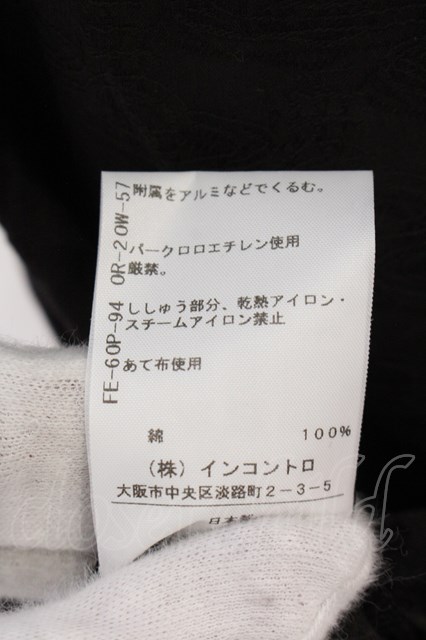 附属をアルミなどでくるむ。
パークロロエチレン使用
厳禁。
ししゅう部分、乾熱アイロン・
スチームアイロン禁止
あて布使用
綿 100%
(株) インコントロ
大阪市中央区淡路町2-3-5
日本製
FE-60P-94 OR-20W-57